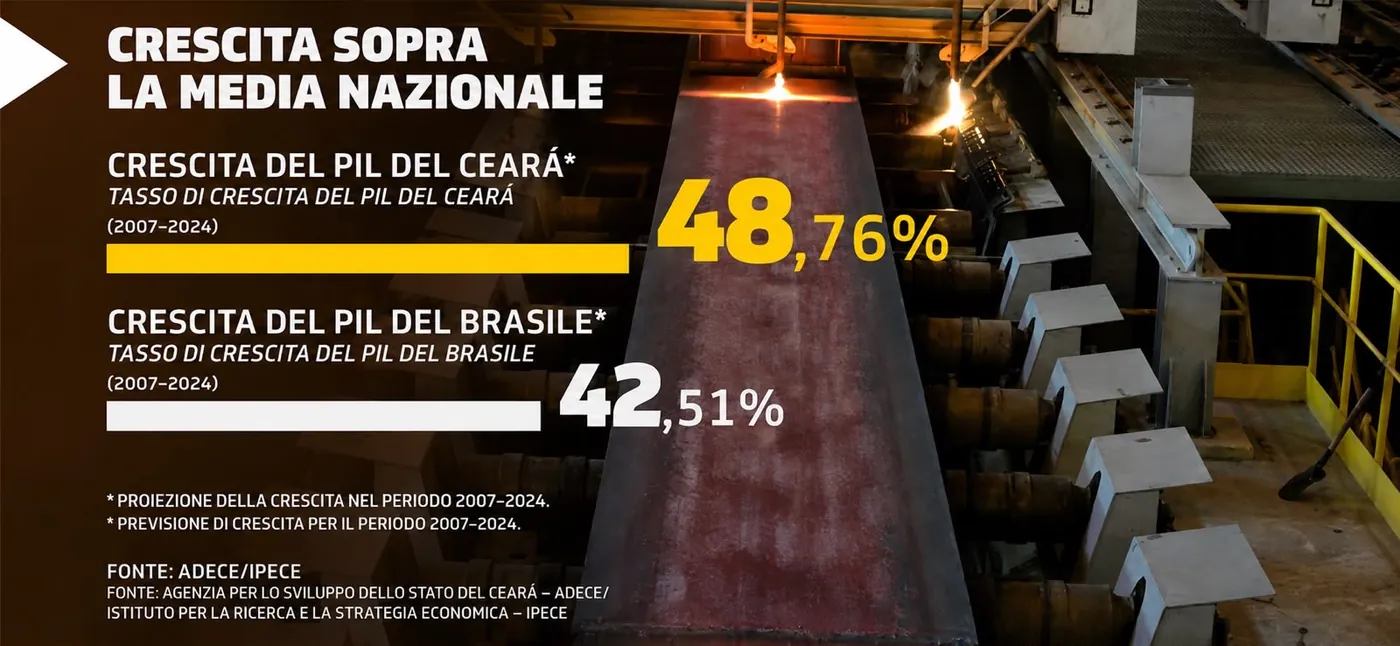 CRESCITA SOPRA
LA MEDIA NAZIONALE
CRESCITA DEL PIL DEL CEARÁ*
TASSO DI CRESCITA DEL PIL DEL CEARÁ
(2007–2024)
48,76%
CRESCITA DEL PIL DEL BRASILE*
TASSO DI CRESCITA DEL PIL DEL BRASILE
(2007–2024)
42,51%
* PROIEZIONE DELLA CRESCITA NEL PERIODO 2007–2024.
* PREVISIONE DI CRESCITA PER IL PERIODO 2007–2024.
FONTE: ADECE/IPECE
FONTE: AGENZIA PER LO SVILUPPO DELLO STATO DEL CEARÁ – ADECE/
ISTITUTO PER LA RICERCA E LA STRATEGIA ECONOMICA – IPECE